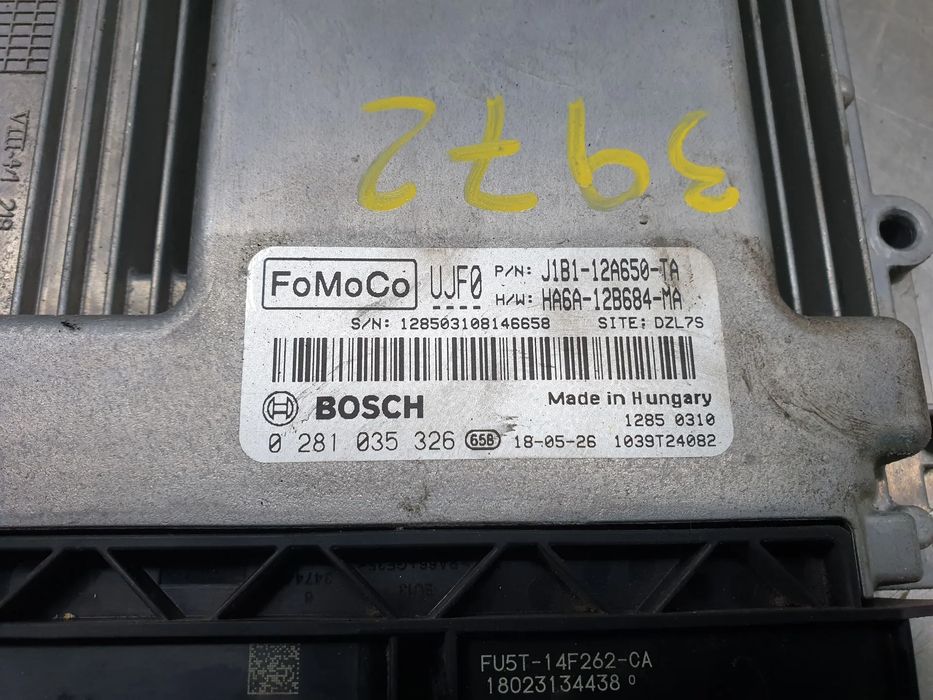 3972
FoMoCo UJF0 P/N: J1B1-12A650-TA
H/W: HA6A-12B684-MA
S/N: 128503108146658 SITE: DZL7S
BOSCH Made in Hungary
1285 0310
0 281 035 326 65B 18-05-26 1039T24082
FU5T-14F262-CA
18023134438